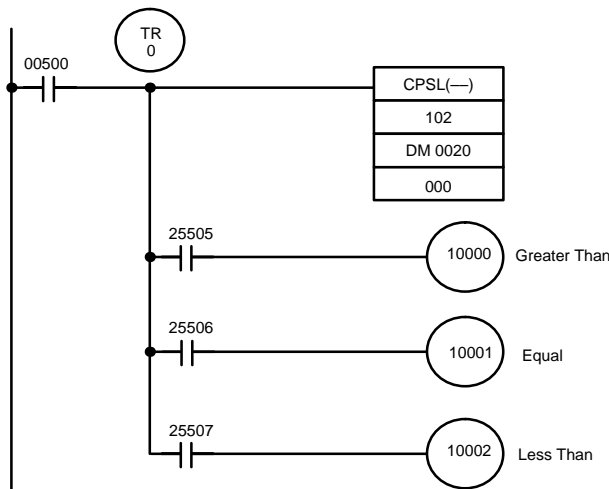 TR
0
00500
CPSL(––)
102
DM 0020
000
25505
10000
Greater Than
25506
10001
Equal
25507
10002
Less Than